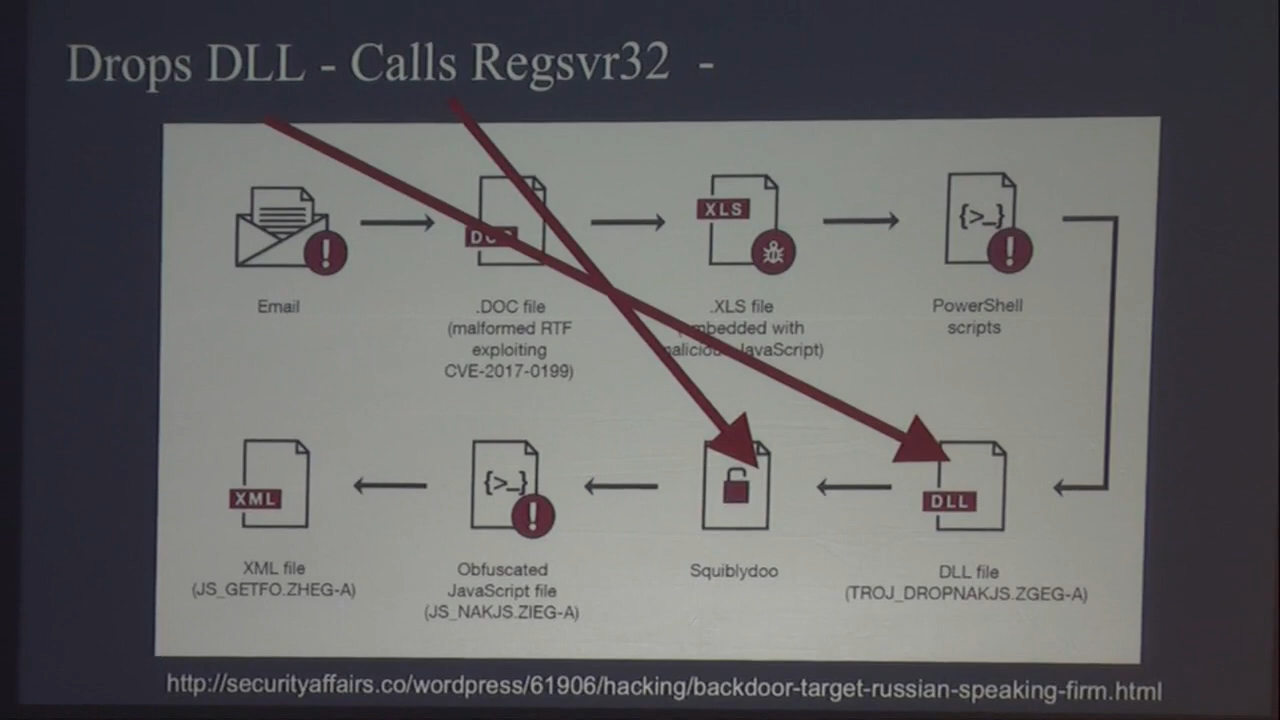 Drops DLL - Calls Regsvr32 -
XLS
{>_}
!
!
Email
.DOC file
(malformed RTF
exploiting
CVE-2017-0199)
.XLS file
with
PowerShell
scripts
XML
{>_}
!
DLL
XML file
(JS_GETFO.ZHEG-A)
Obfuscated
JavaScript file
(JS_NAKJS.ZIEG-A)
Squiblydoo
DLL file
(TROJ_DROPNAKJS.ZGEG-A)
http://securityaffairs.co/wordpress/61906/hacking/backdoor-target-russian-speaking-firm.html